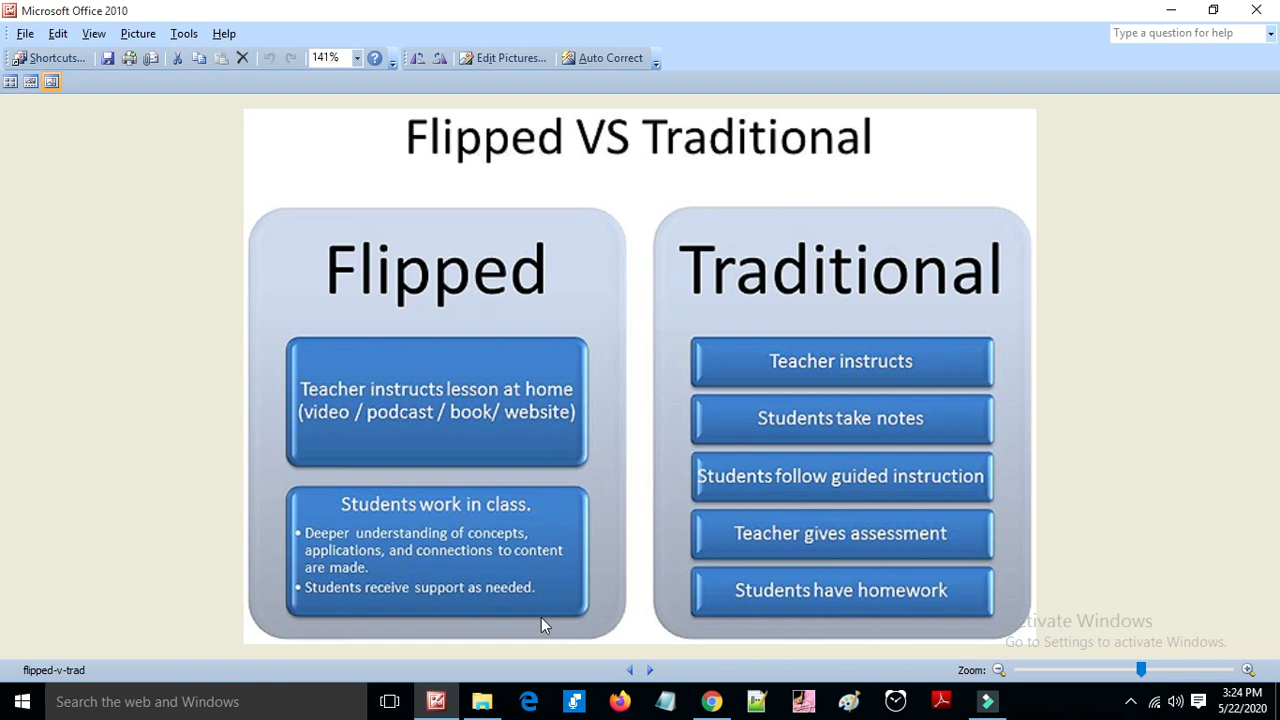 Microsoft Office 2010
File Edit View Picture Tools Help
Type a question for help
Shortcuts... 141% Edit Pictures... Auto Correct
Flipped VS Traditional
Flipped
Teacher instructs lesson at home
(video / podcast / book/ website)
Students work in class.
• Deeper understanding of concepts,
applications, and connections to content
are made.
• Students receive support as needed.
Traditional
Teacher instructs
Students take notes
Students follow guided instruction
Teacher gives assessment
Students have homework
Activate Windows
Go to Settings to activate Windows.
flipped-v-trad
Zoom:
Search the web and Windows
3:24 PM
5/22/2020